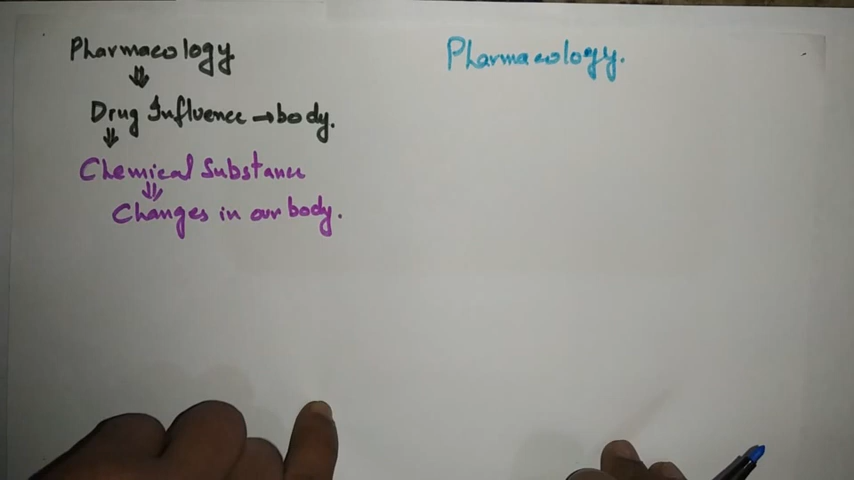 Pharmacology
⇓
Drug Influence → body.
⇓
Chemical Substance
⇓
Changes in our body.
Pharmacology.